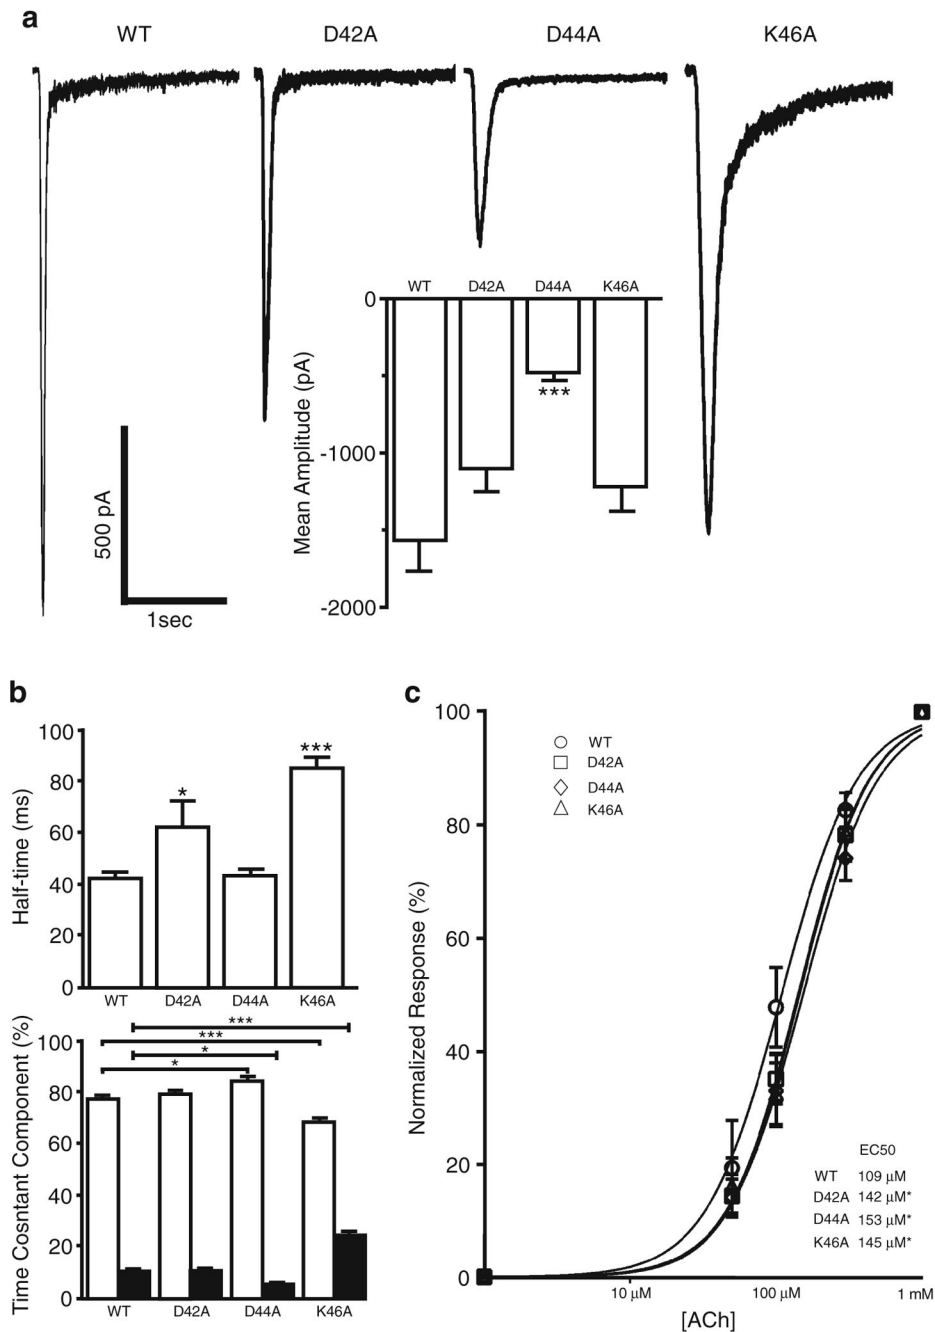 a
WT D42A D44A K46A
WT D42A D44A K46A
0
-1000
-2000
Mean Amplitude (pA)
***
500 pA
1sec
b
100
80
60
40
20
0
Half-time (ms)
*
***
WT D42A D44A K46A
100
80
60
40
20
0
Time Cosntant Component (%)
***
***
*
*
WT D42A D44A K46A
c
100
80
60
40
20
0
Normalized Response (%)
WT
D42A
D44A
K46A
EC50
WT 109 μM
D42A 142 μM*
D44A 153 μM*
K46A 145 μM*
10 μM 100 μM 1 mM
[ACh]